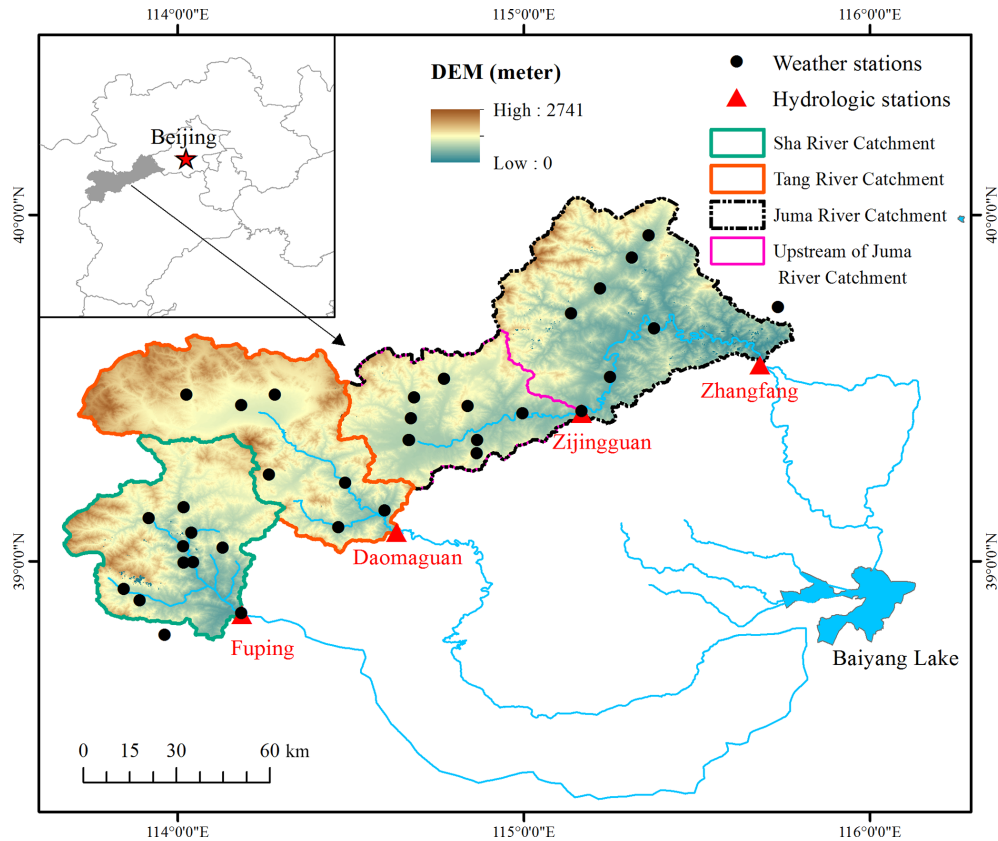 114°0'0"E
115°0'0"E
116°0'0"E
Beijing
DEM (meter)
High : 2741
Low : 0
Weather stations
Hydrologic stations
Sha River Catchment
Tang River Catchment
Juma River Catchment
Upstream of Juma
River Catchment
40°0'0"N
40°0'0"N
Zhangfang
Zijingguan
Daomaguan
39°0'0"N
39°0'0"N
Fuping
Baiyang Lake
0 15 30 60 km
114°0'0"E
115°0'0"E
116°0'0"E